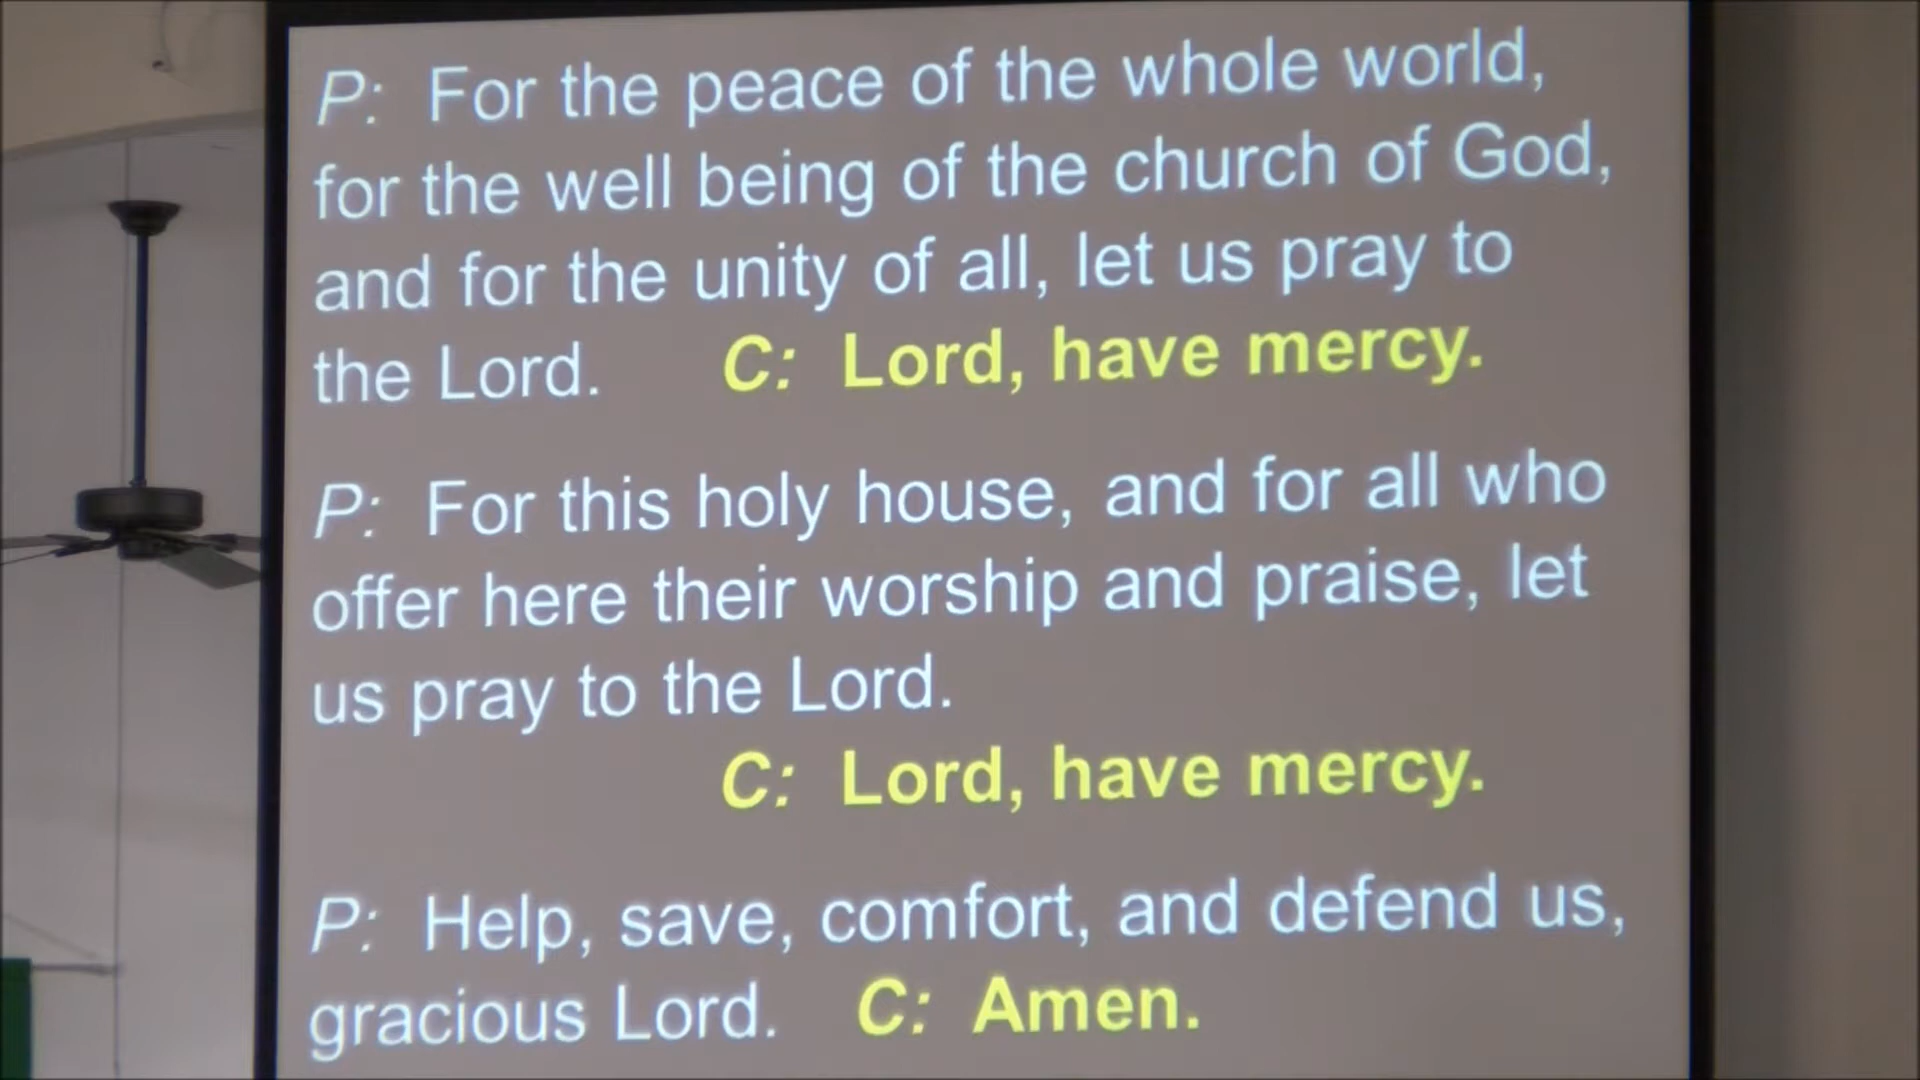 P: For the peace of the whole world,
for the well being of the church of God,
and for the unity of all, let us pray to
the Lord. C: Lord, have mercy.
P: For this holy house, and for all who
offer here their worship and praise, let
us pray to the Lord.
C: Lord, have mercy.
P: Help, save, comfort, and defend us,
gracious Lord. C: Amen.